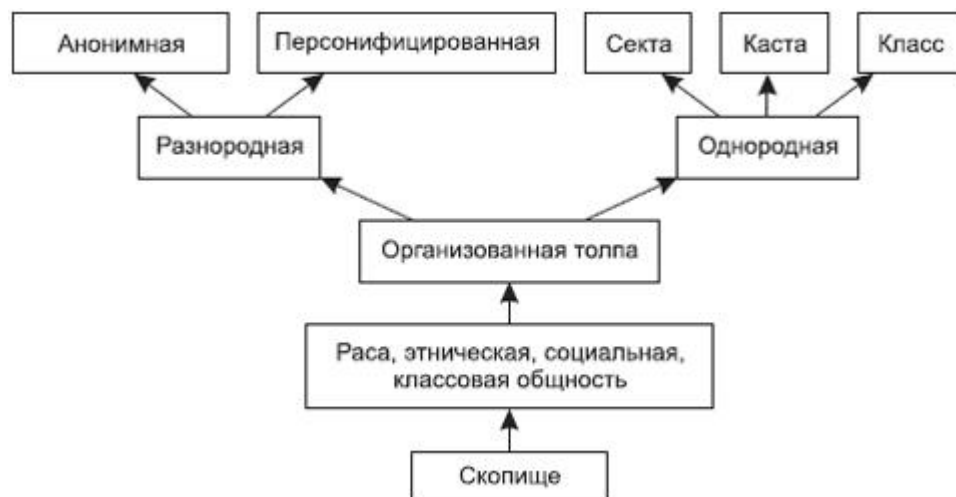 Анонимная
Персонифицированная
Секта
Каста
Класс
Разнородная
Однородная
Организованная толпа
Раса, этническая, социальная,
классовая общность
Скопище